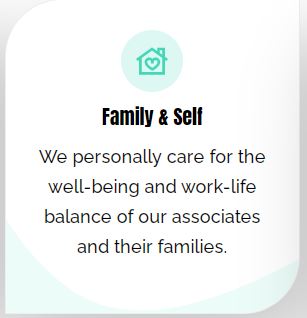 Family & Self
We personally care for the
well-being and work-life
balance of our associates
and their families.